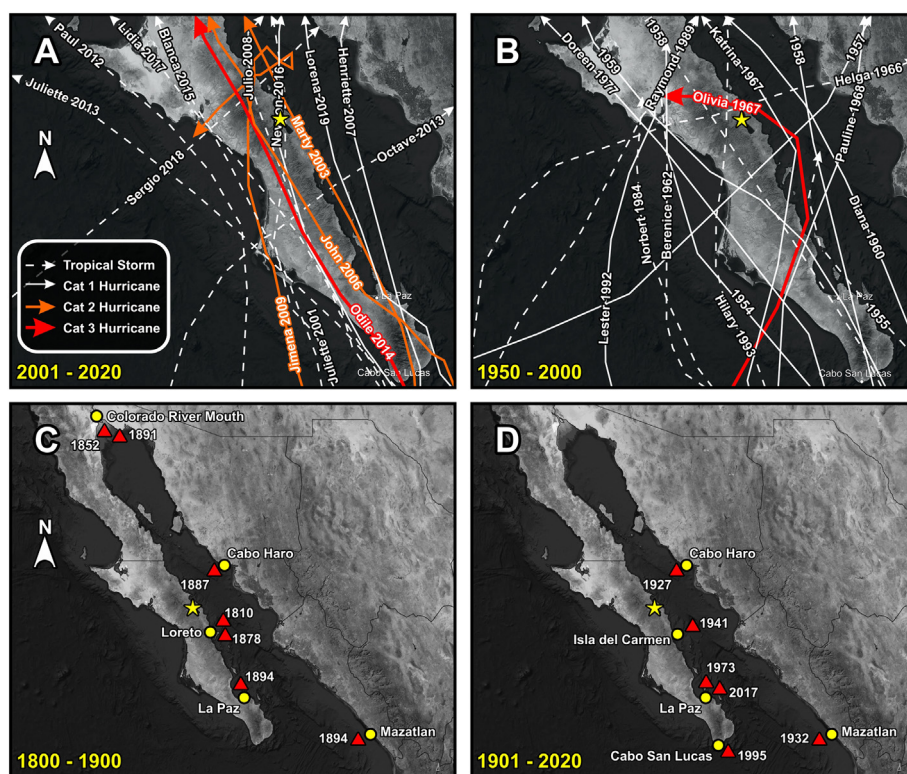 A
Paul 2012
Lidia 2017
Blanca 2015
Julio 2008
Newton 2016
Lorena 2019
Henriette 2007
Juliette 2013
Marty 2003
Octave 2013
N
Sergio 2018
Tropical Storm
Cat 1 Hurricane
Cat 2 Hurricane
Cat 3 Hurricane
John 2006
La Paz
Odile 2014
Jimena 2009
Juliette 2001
Cabo San Lucas
2001 - 2020
B
Doreen 1977
1959
1958
Raymond 1989
Katrina 1967
1958
1957
Helga 1966
Olivia 1967
Pauline 1968
Norbert 1984
Berenice 1962
Diana 1960
Lester 1992
1954
Hilary 1993
La Paz
1955
Cabo San Lucas
1950 - 2000
C
Colorado River Mouth
1852
1891
N
Cabo Haro
1887
1810
Loreto
1878
1894
La Paz
1894
Mazatlan
1800 - 1900
D
Cabo Haro
1927
1941
Isla del Carmen
1973
2017
La Paz
1932
Mazatlan
Cabo San Lucas
1995
1901 - 2020